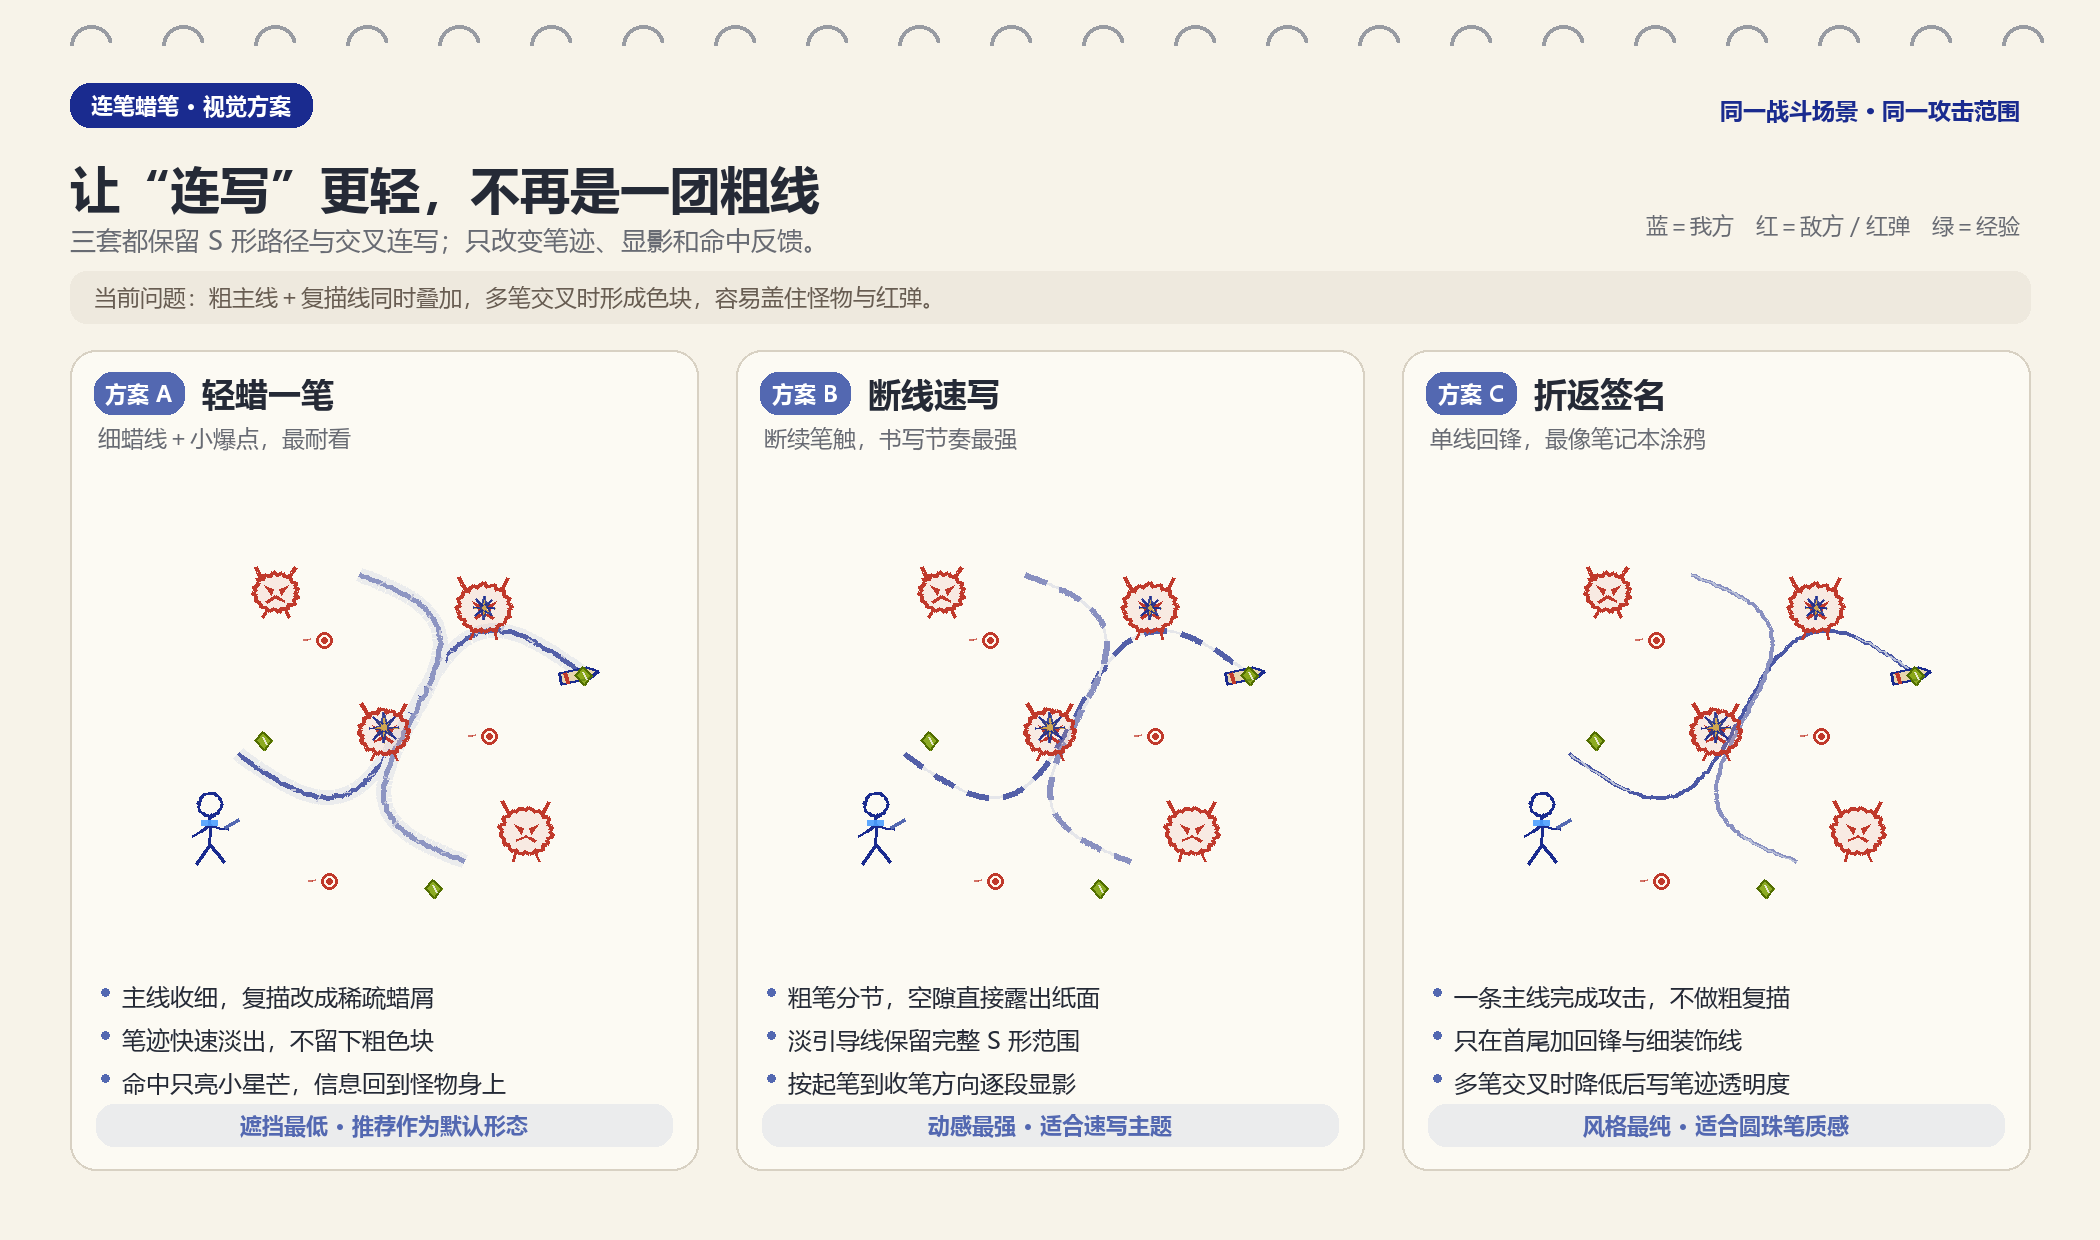 连笔蜡笔 · 视觉方案
同一战斗场景 · 同一攻击范围
让“连写”更轻，不再是一团粗线
三套都保留 S 形路径与交叉连写；只改变笔迹、显影和命中反馈。
蓝 = 我方 红 = 敌方 / 红弹 绿 = 经验
当前问题：粗主线 + 复描线同时叠加，多笔交叉时形成色块，容易盖住怪物与红弹。
方案 A 轻蜡一笔
细蜡线 + 小爆点，最耐看
• 主线收细，复描改成稀疏蜡屑
• 笔迹快速淡出，不留下粗色块
• 命中只亮小星芒，信息回到怪物身上
遮挡最低 · 推荐作为默认形态
方案 B 断线速写
断续笔触，书写节奏最强
• 粗笔分节，空隙直接露出纸面
• 淡引导线保留完整 S 形范围
• 按起笔到收笔方向逐段显影
动感最强 · 适合速写主题
方案 C 折返签名
单线回锋，最像笔记本涂鸦
• 一条主线完成攻击，不做粗复描
• 只在首尾加回锋与细装饰线
• 多笔交叉时降低后写笔迹透明度
风格最纯 · 适合圆珠笔质感